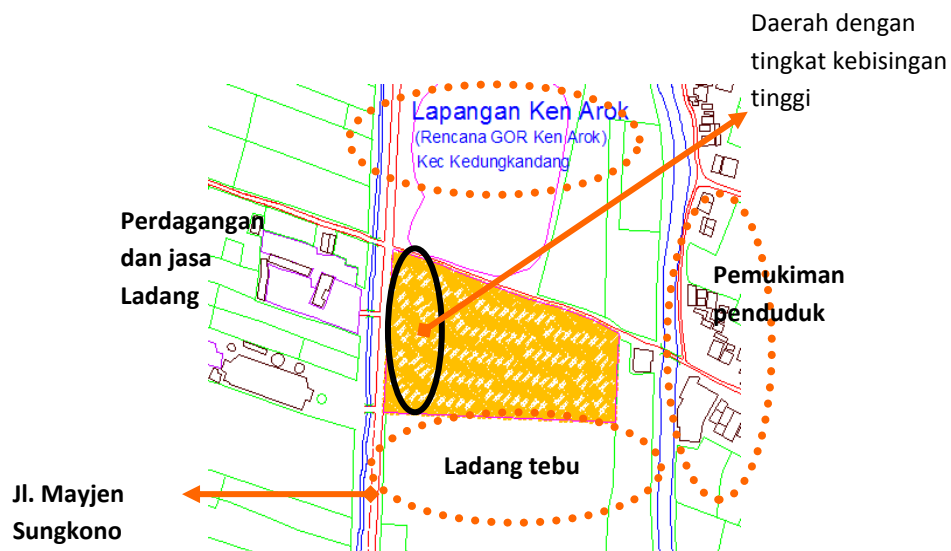 Daerah dengan
tingkat kebisingan
tinggi
Lapangan Ken Arok
(Rencana GOR Ken Arok)
Kec Kedungkandang
Perdagangan
dan jasa
Ladang
Pemukiman
penduduk
Ladang tebu
Jl. Mayjen
Sungkono